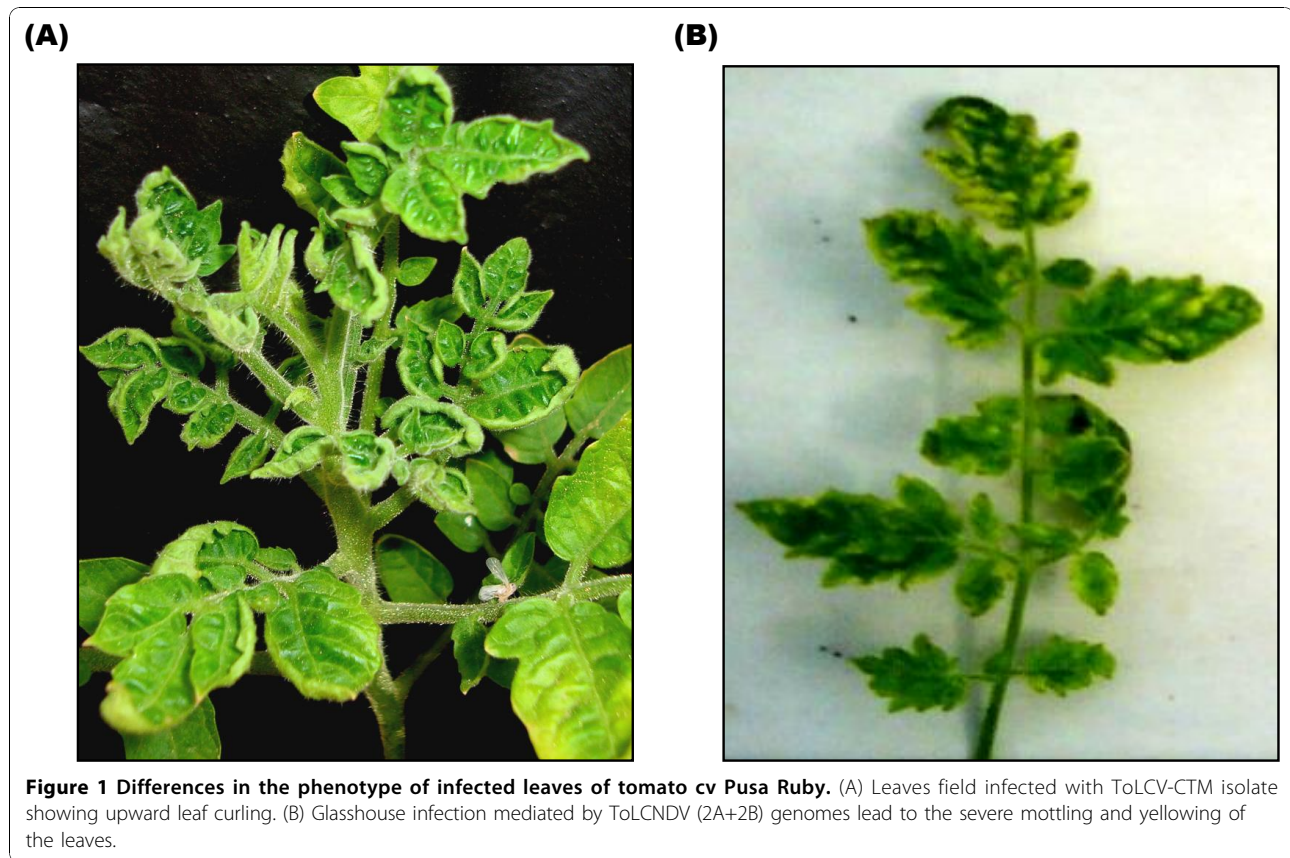 (A)
(B)
Figure 1 Differences in the phenotype of infected leaves of tomato cv Pusa Ruby. (A) Leaves field infected with ToLCV-CTM isolate
showing upward leaf curling. (B) Glasshouse infection mediated by ToLCNDV (2A+2B) genomes lead to the severe mottling and yellowing of
the leaves.